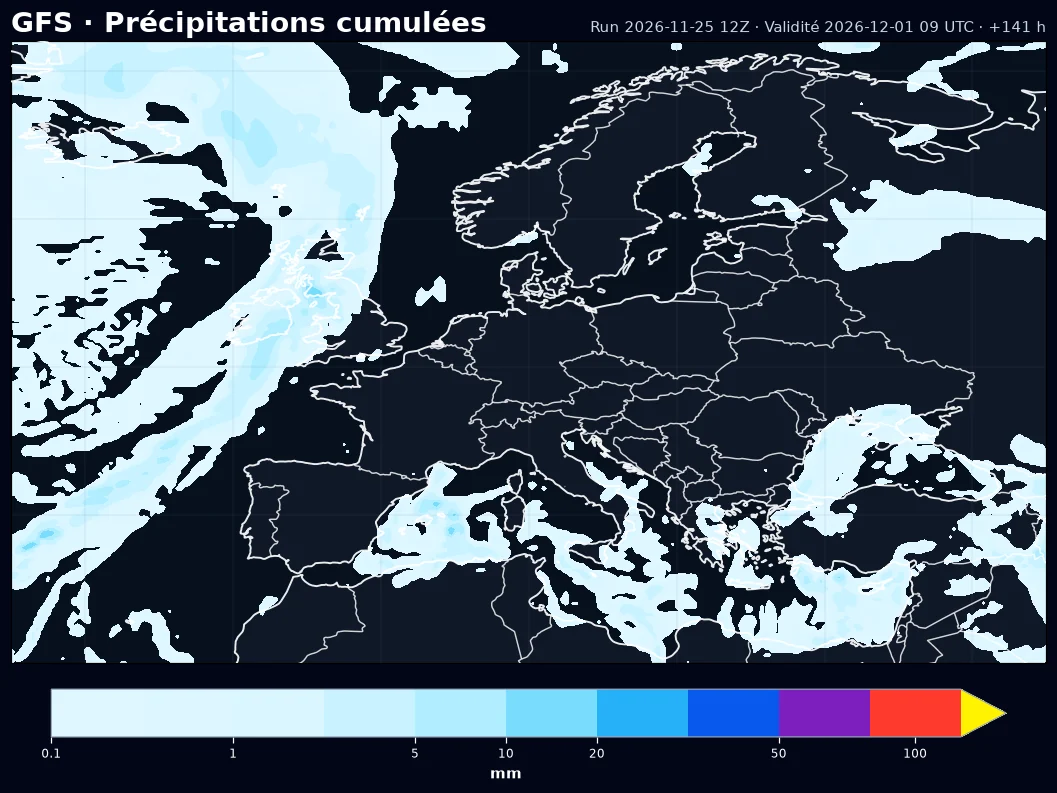 GFS · Précipitations cumulées
Run 2026-11-25 12Z · Validité 2026-12-01 09 UTC · +141 h
0.1 1 5 10 20 50 100
mm